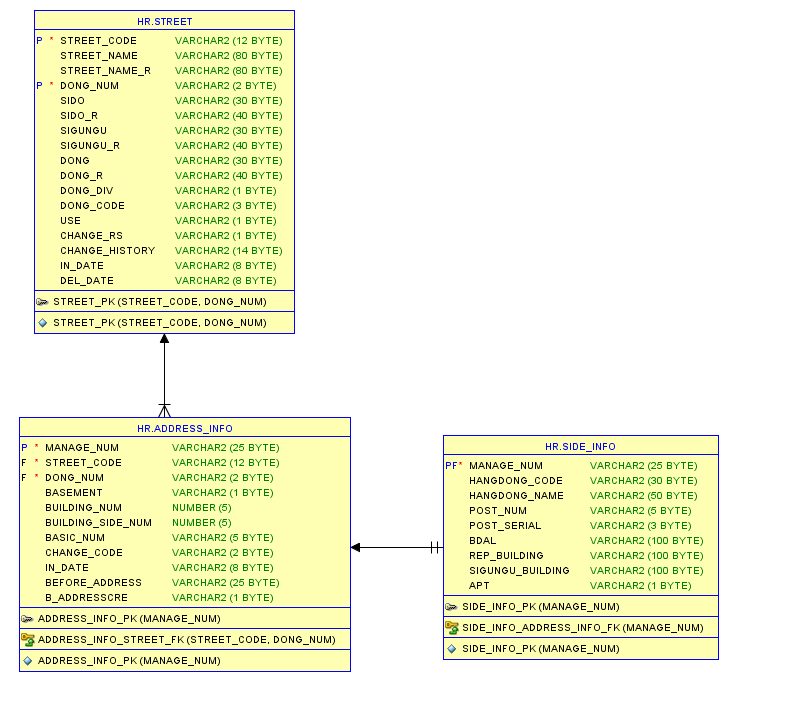 HR.STREET
P * STREET_CODE VARCHAR2 (12 BYTE)
STREET_NAME VARCHAR2 (80 BYTE)
STREET_NAME_R VARCHAR2 (80 BYTE)
P * DONG_NUM VARCHAR2 (2 BYTE)
SIDO VARCHAR2 (30 BYTE)
SIDO_R VARCHAR2 (40 BYTE)
SIGUNGU VARCHAR2 (30 BYTE)
SIGUNGU_R VARCHAR2 (40 BYTE)
DONG VARCHAR2 (30 BYTE)
DONG_R VARCHAR2 (40 BYTE)
DONG_DIV VARCHAR2 (1 BYTE)
DONG_CODE VARCHAR2 (3 BYTE)
USE VARCHAR2 (1 BYTE)
CHANGE_RS VARCHAR2 (1 BYTE)
CHANGE_HISTORY VARCHAR2 (14 BYTE)
IN_DATE VARCHAR2 (8 BYTE)
DEL_DATE VARCHAR2 (8 BYTE)
STREET_PK (STREET_CODE, DONG_NUM)
STREET_PK (STREET_CODE, DONG_NUM)
HR.ADDRESS_INFO
P * MANAGE_NUM VARCHAR2 (25 BYTE)
F * STREET_CODE VARCHAR2 (12 BYTE)
F * DONG_NUM VARCHAR2 (2 BYTE)
BASEMENT VARCHAR2 (1 BYTE)
BUILDING_NUM NUMBER (5)
BUILDING_SIDE_NUM NUMBER (5)
BASIC_NUM VARCHAR2 (5 BYTE)
CHANGE_CODE VARCHAR2 (2 BYTE)
IN_DATE VARCHAR2 (8 BYTE)
BEFORE_ADDRESS VARCHAR2 (25 BYTE)
B_ADDRESSCRE VARCHAR2 (1 BYTE)
ADDRESS_INFO_PK (MANAGE_NUM)
ADDRESS_INFO_STREET_FK (STREET_CODE, DONG_NUM)
ADDRESS_INFO_PK (MANAGE_NUM)
HR.SIDE_INFO
PF* MANAGE_NUM VARCHAR2 (25 BYTE)
HANGDONG_CODE VARCHAR2 (30 BYTE)
HANGDONG_NAME VARCHAR2 (50 BYTE)
POST_NUM VARCHAR2 (5 BYTE)
POST_SERIAL VARCHAR2 (3 BYTE)
BDAL VARCHAR2 (100 BYTE)
REP_BUILDING VARCHAR2 (100 BYTE)
SIGUNGU_BUILDING VARCHAR2 (100 BYTE)
APT VARCHAR2 (1 BYTE)
SIDE_INFO_PK (MANAGE_NUM)
SIDE_INFO_ADDRESS_INFO_FK (MANAGE_NUM)
SIDE_INFO_PK (MANAGE_NUM)